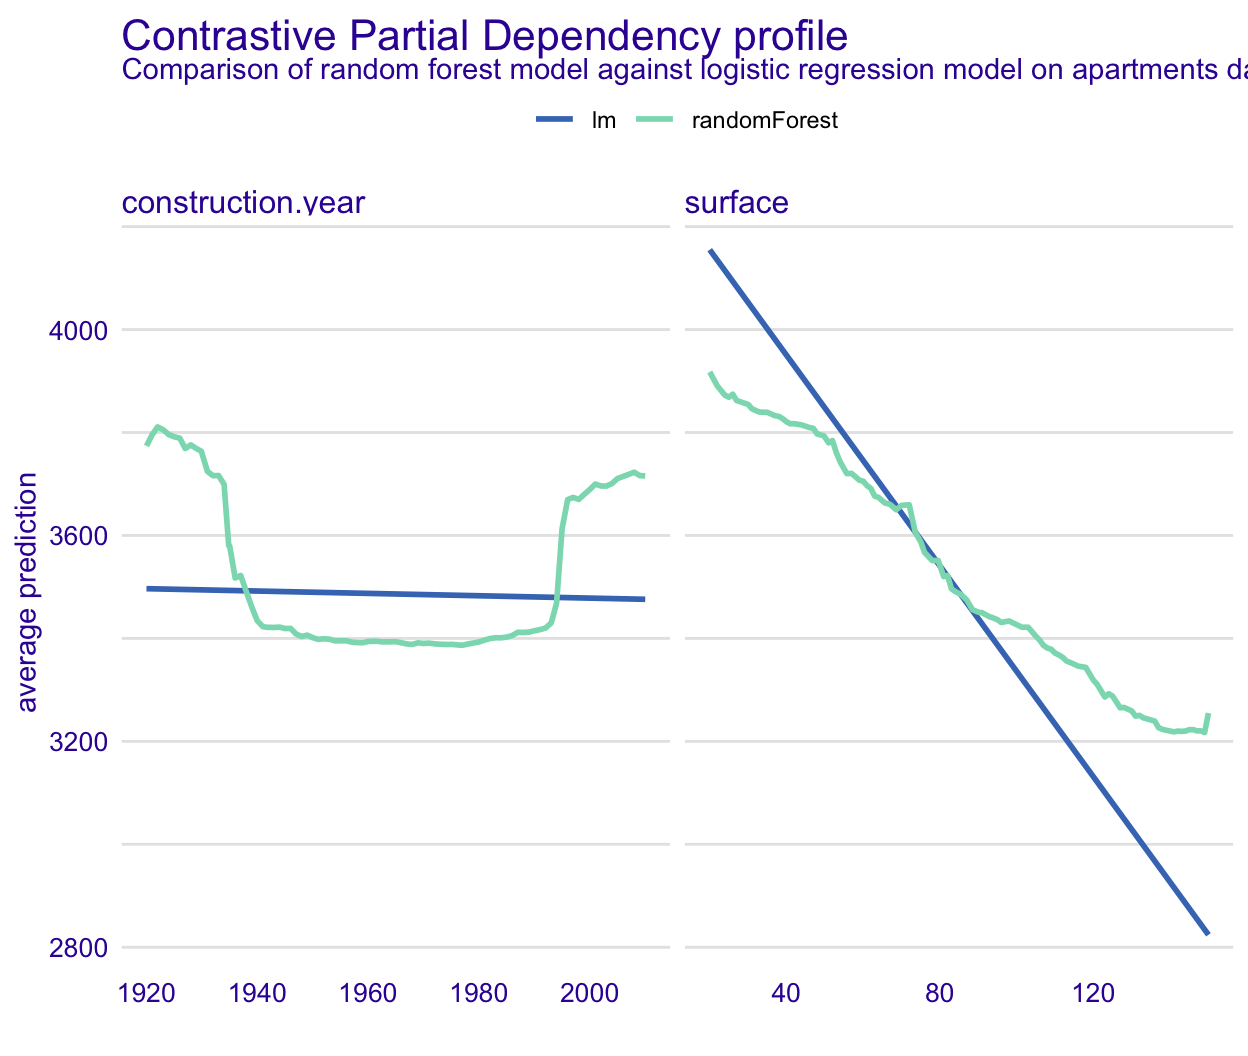 Contrastive Partial Dependency profile
Comparison of random forest model against logistic regression model on apartments
lm randomForest
construction.year surface
4000
3600
3200
2800
average prediction
1920 1940 1960 1980 2000 40 80 120